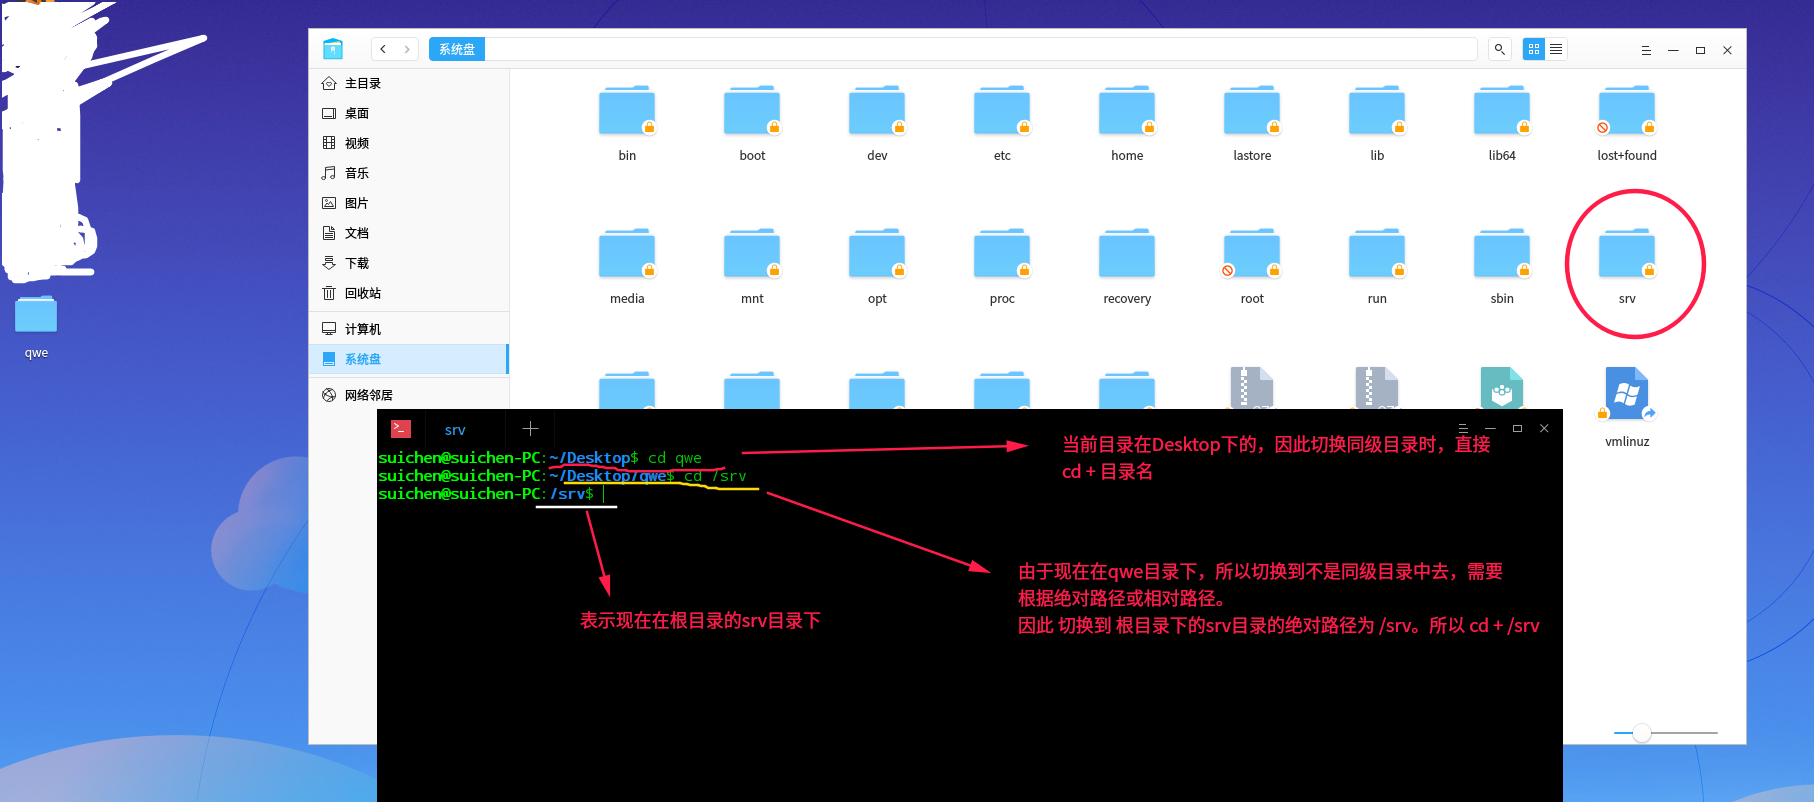 系统盘
主目录
桌面
视频
音乐
图片
文档
下载
回收站
计算机
系统盘
网络邻居
bin boot dev etc home lastore lib lib64 lost+found
media mnt opt proc recovery root run sbin srv
vmlinuz
qwe
srv
suichen@suichen-PC:~/Desktop$ cd qwe
suichen@suichen-PC:~/Desktop/qwe$ cd /srv
suichen@suichen-PC:/srv$
当前目录在Desktop下的，因此切换同级目录时，直接
cd + 目录名
由于现在在qwe目录下，所以切换到不是同级目录中去，需要
根据绝对路径或相对路径。
因此 切换到 根目录下的srv目录的绝对路径为 /srv。所以 cd + /srv
表示现在在根目录的srv目录下